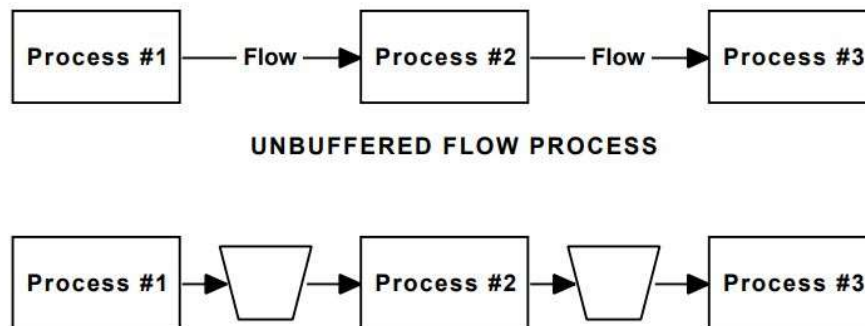 Process #1 Flow Process #2 Flow Process #3
UNBUFFERED FLOW PROCESS
Process #1 Process #2 Process #3